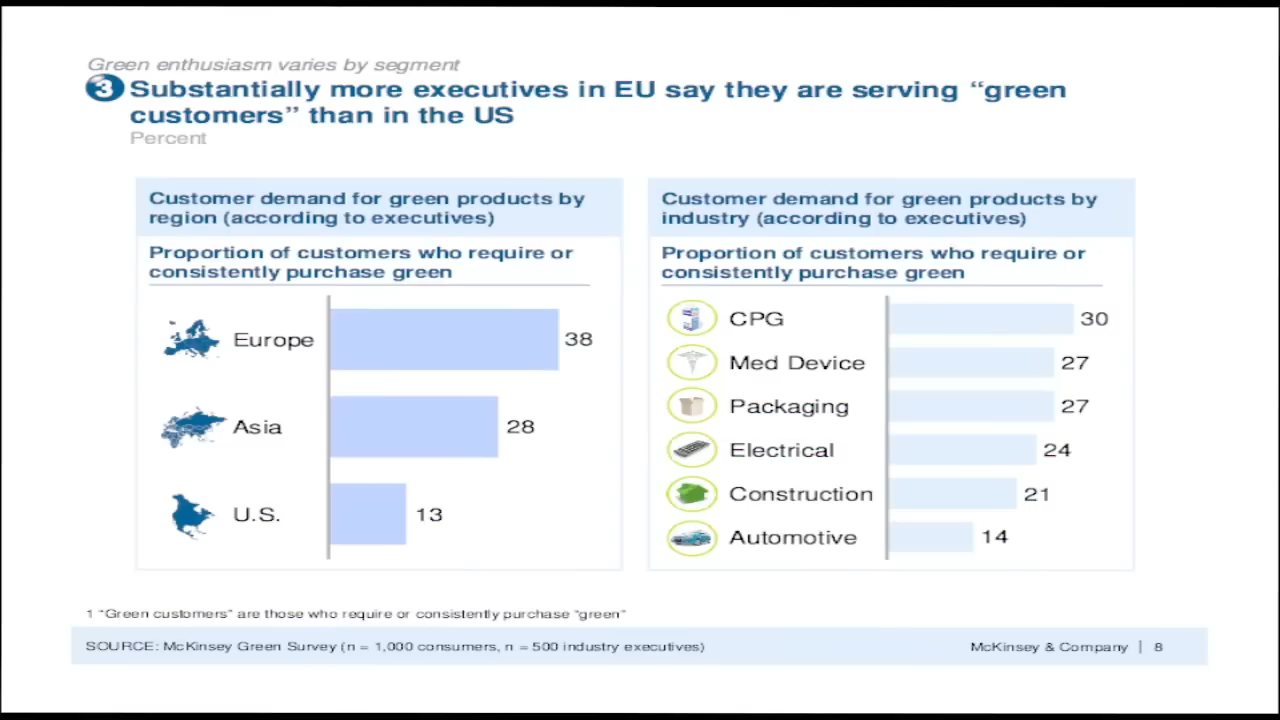 Green enthusiasm varies by segment
3 Substantially more executives in EU say they are serving “green
customers” than in the US
Percent
Customer demand for green products by
region (according to executives)
Proportion of customers who require or
consistently purchase green
Europe 38
Asia 28
U.S. 13
Customer demand for green products by
industry (according to executives)
Proportion of customers who require or
consistently purchase green
CPG 30
Med Device 27
Packaging 27
Electrical 24
Construction 21
Automotive 14
1 “Green customers” are those who require or consistently purchase “green”
SOURCE: McKinsey Green Survey (n = 1,000 consumers, n = 500 industry executives)
McKinsey & Company | 8